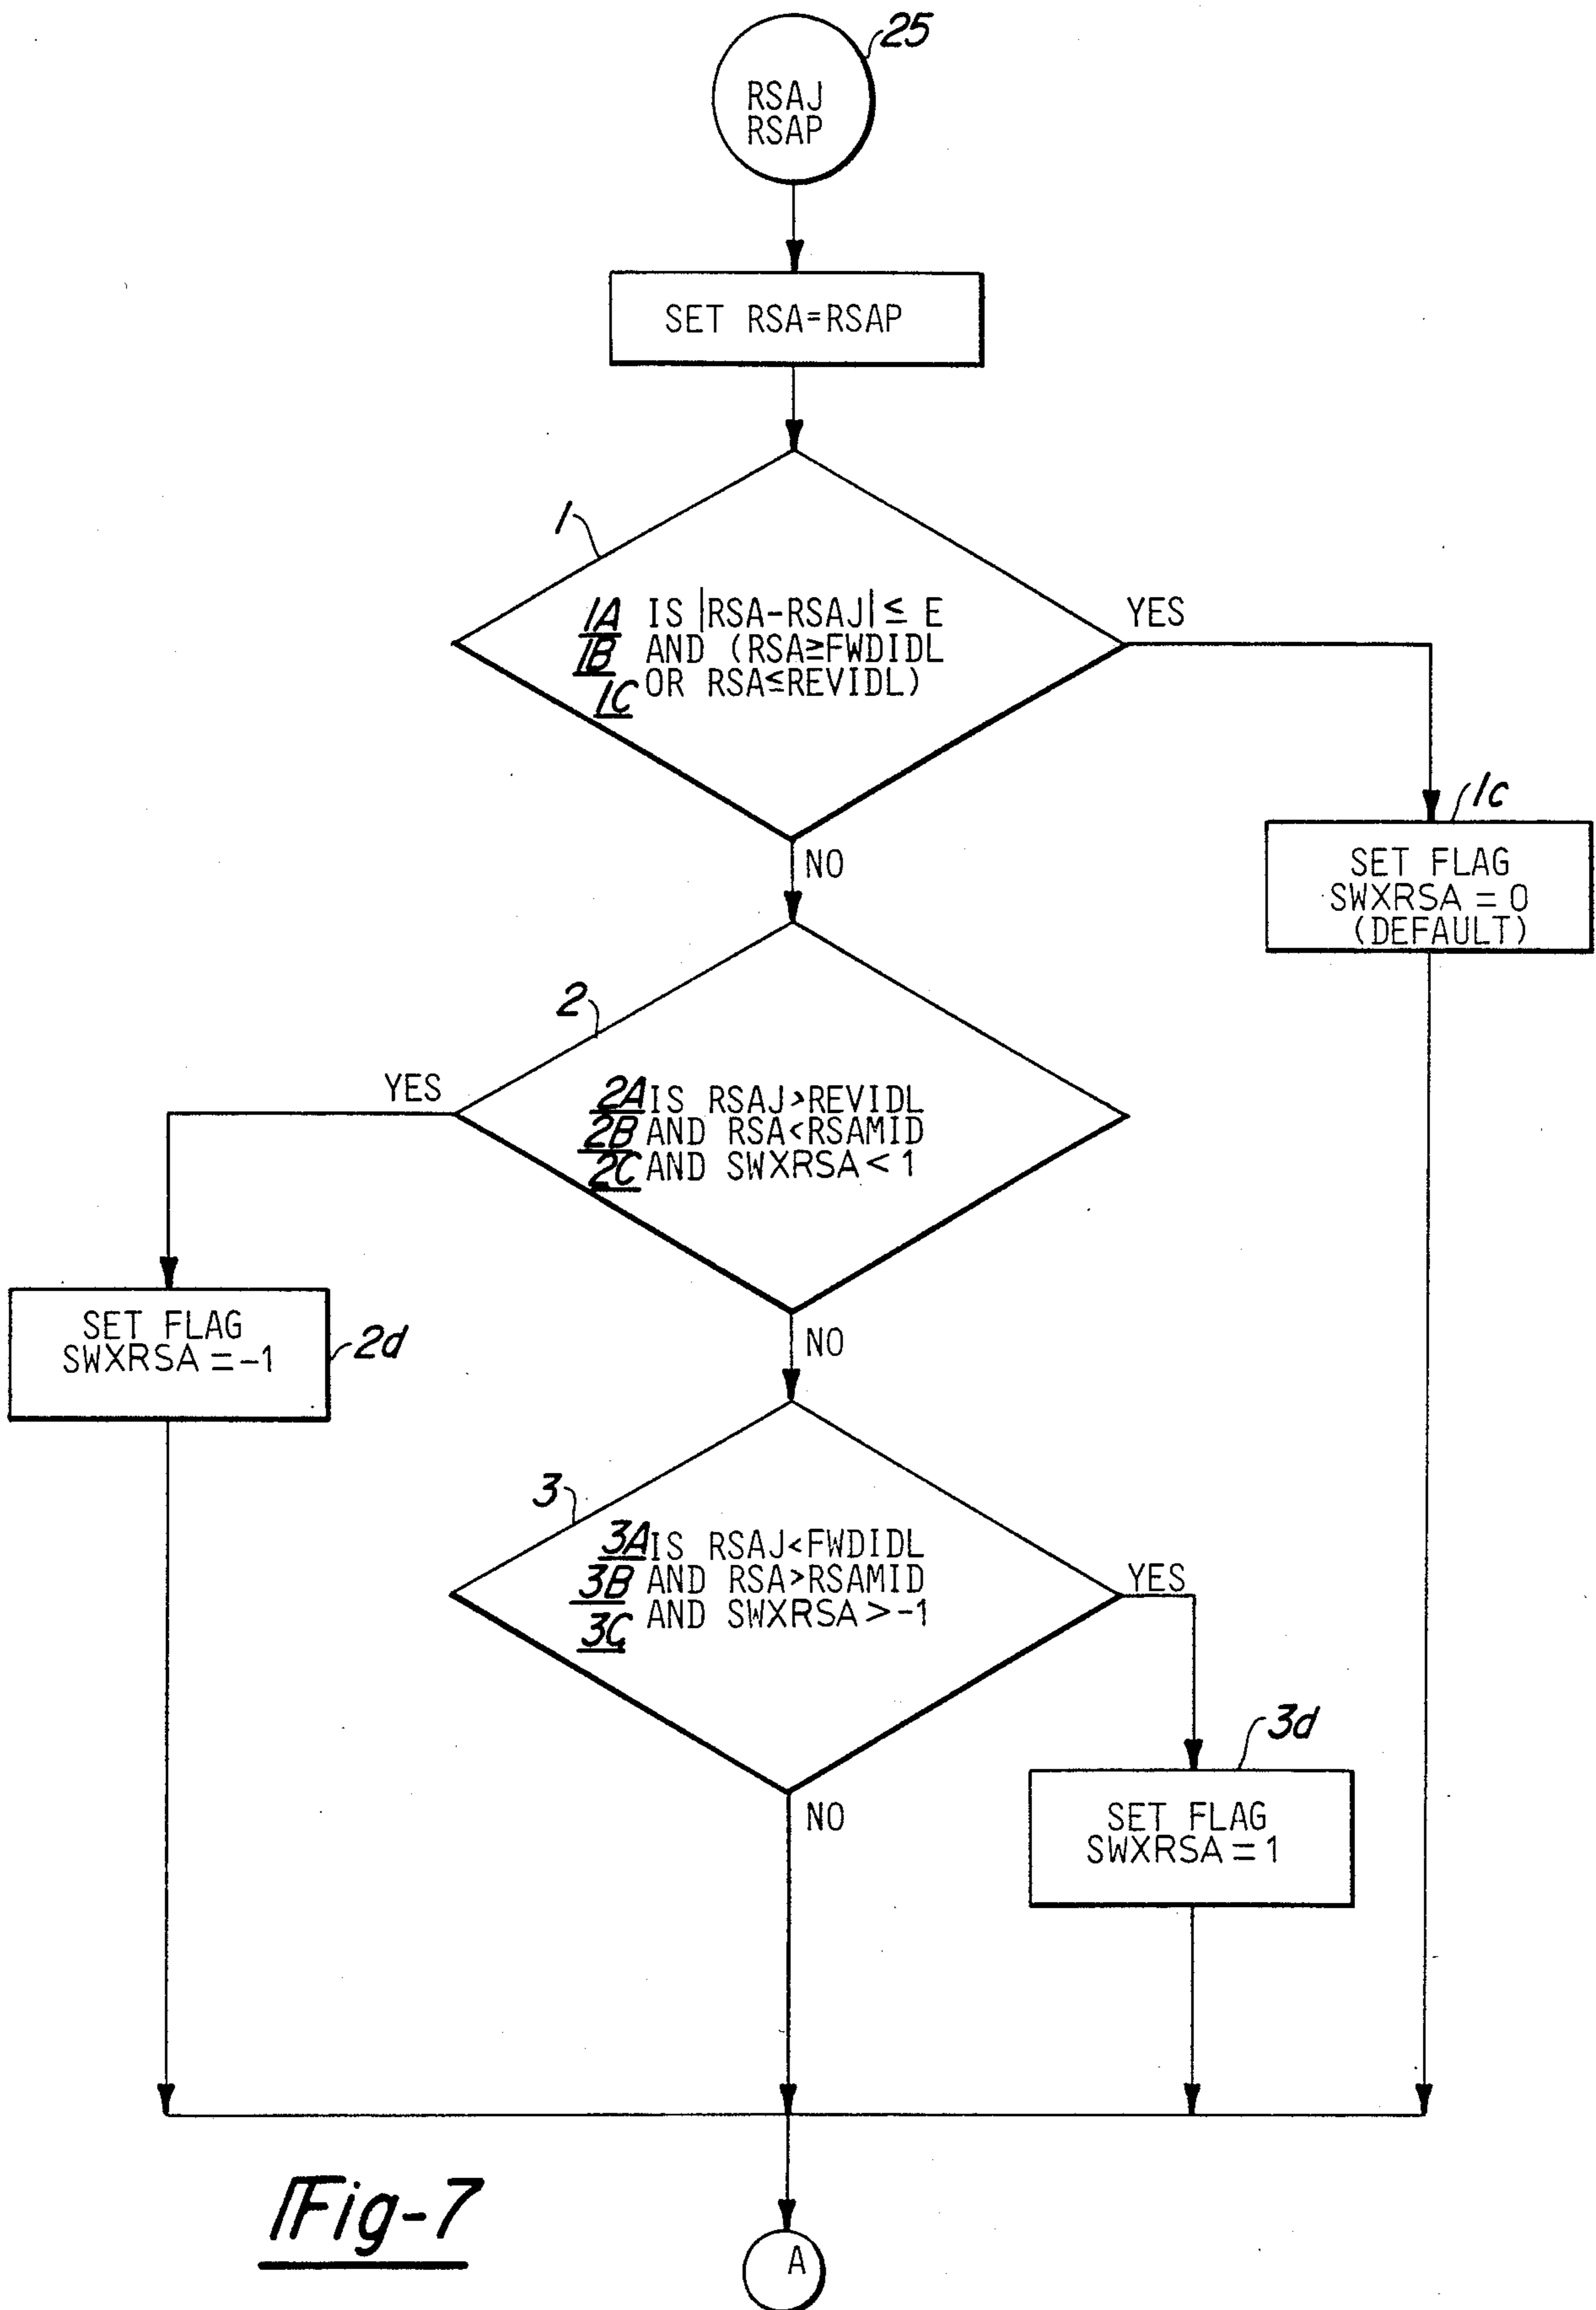 25
RSAJ
RSAP
SET RSA=RSAP
1
1A IS |RSA-RSAJ|≤ E
1B AND (RSA≥FWDIDL
1C OR RSA≤REVIDL)
YES
NO
1c
SET FLAG
SWXRSA = 0
(DEFAULT)
2
YES
2A IS RSAJ>REVIDL
2B AND RSA<RSAMID
2C AND SWXRSA < 1
NO
SET FLAG
SWXRSA = -1
2d
3
3A IS RSAJ<FWDIDL
3B AND RSA>RSAMID
3C AND SWXRSA > -1
YES
NO
3d
SET FLAG
SWXRSA = 1
Fig-7
A